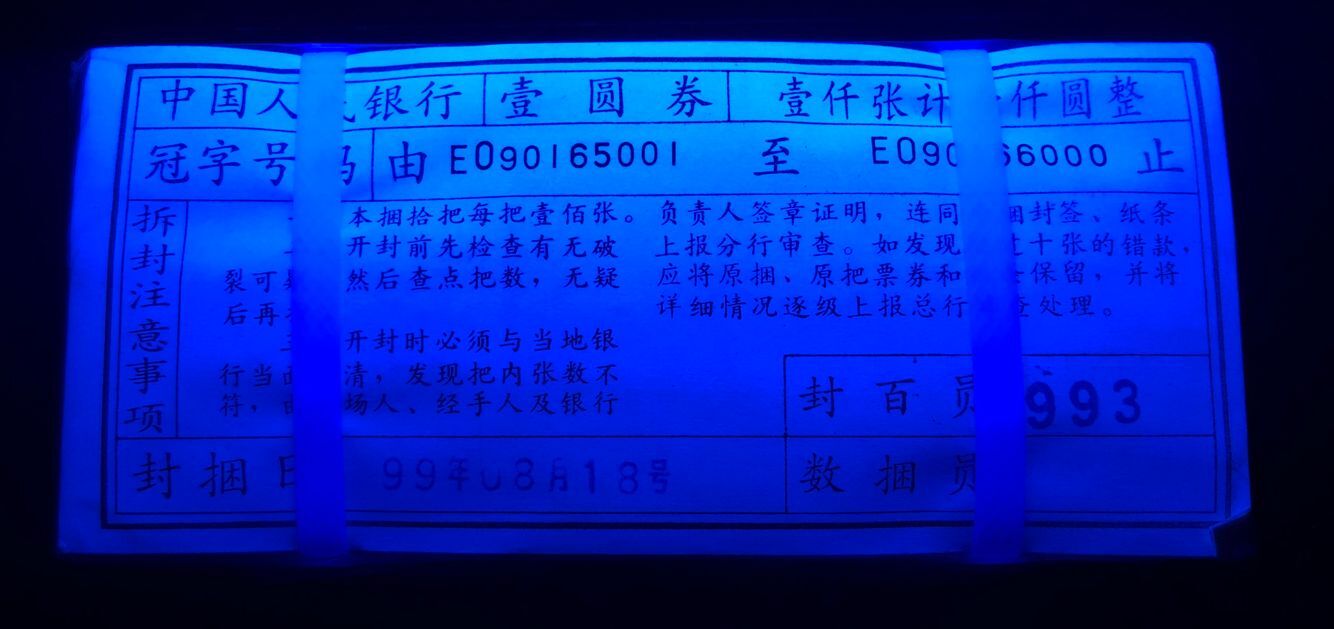 中国人民银行 壹圆券 壹仟张计 仟圆整
冠字号码 由 E090165001 至 E090 66000 止
拆封注意事项
本捆拾把每把壹佰张。
开封前先检查有无破
裂可疑 然后查点把数，无疑
后再
开封时必须与当地银
行当面 清，发现把内张数不
符， 场人、经手人及银行
负责人签章证明，连同 捆封签、纸条
上报分行审查。如发现 过十张的错款，
应将原捆、原把票券和 保留，并将
详细情况逐级上报总行 查处理。
封百员 993
封捆日 99年08月18号
数捆员